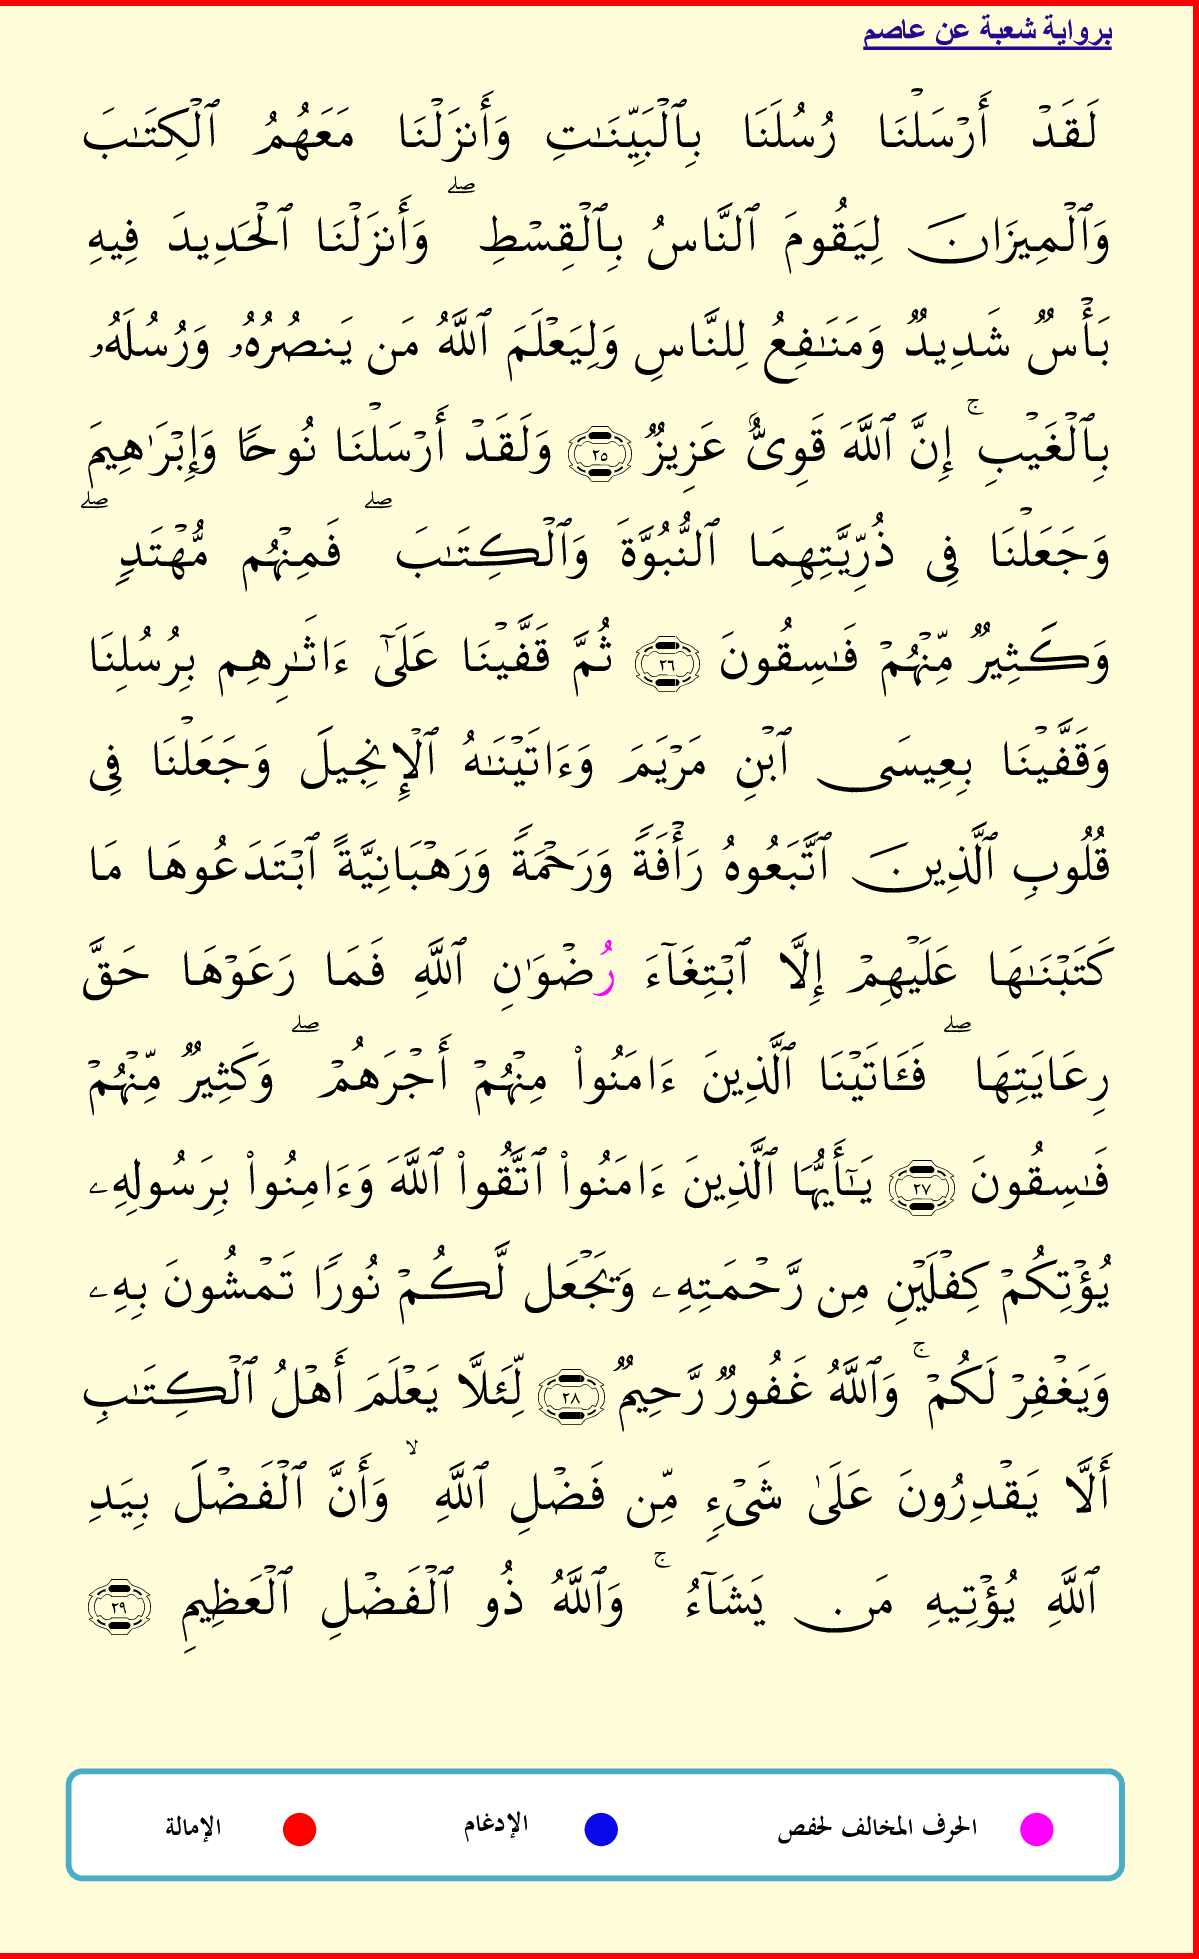 برواية شعبة عن عاصم
لَقَدۡ أَرۡسَلۡنَا رُسُلَنَا بِٱلۡبَيِّنَـٰتِ وَأَنزَلۡنَا مَعَهُمُ ٱلۡكِتَـٰبَ
وَٱلۡمِيزَانَ لِيَقُومَ ٱلنَّاسُ بِٱلۡقِسۡطِۖ وَأَنزَلۡنَا ٱلۡحَدِيدَ فِيهِ
بَأۡسٌ شَدِيدٌ وَمَنَـٰفِعُ لِلنَّاسِ وَلِيَعۡلَمَ ٱللَّهُ مَن يَنصُرُهُۥ وَرُسُلَهُۥ
بِٱلۡغَيۡبِۚ إِنَّ ٱللَّهَ قَوِىٌّ عَزِيزٌ ٢٥ وَلَقَدۡ أَرۡسَلۡنَا نُوحًا وَإِبۡرَٰهِيمَ
وَجَعَلۡنَا فِى ذُرِّيَّتِهِمَا ٱلنُّبُوَّةَ وَٱلۡكِتَـٰبَۖ فَمِنۡهُم مُّهۡتَدٍۖ
وَكَثِيرٌ مِّنۡهُمۡ فَـٰسِقُونَ ٢٦ ثُمَّ قَفَّيۡنَا عَلَىٰٓ ءَاثَـٰرِهِم بِرُسُلِنَا
وَقَفَّيۡنَا بِعِيسَى ٱبۡنِ مَرۡيَمَ وَءَاتَيۡنَـٰهُ ٱلۡإِنجِيلَ وَجَعَلۡنَا فِى
قُلُوبِ ٱلَّذِينَ ٱتَّبَعُوهُ رَأۡفَةً وَرَحۡمَةً وَرَهۡبَانِيَّةً ٱبۡتَدَعُوهَا مَا
كَتَبۡنَـٰهَا عَلَيۡهِمۡ إِلَّا ٱبۡتِغَآءَ رُضۡوَٰنِ ٱللَّهِ فَمَا رَعَوۡهَا حَقَّ
رِعَايَتِهَاۖ فَـَٔاتَيۡنَا ٱلَّذِينَ ءَامَنُواْ مِنۡهُمۡ أَجۡرَهُمۡۖ وَكَثِيرٌ مِّنۡهُمۡ
فَـٰسِقُونَ ٢٧ يَـٰٓأَيُّهَا ٱلَّذِينَ ءَامَنُواْ ٱتَّقُواْ ٱللَّهَ وَءَامِنُواْ بِرَسُولِهِۦ
يُؤۡتِكُمۡ كِفۡلَيۡنِ مِن رَّحۡمَتِهِۦ وَيَجۡعَل لَّكُمۡ نُورًا تَمۡشُونَ بِهِۦ
وَيَغۡفِرۡ لَكُمۡۚ وَٱللَّهُ غَفُورٌ رَّحِيمٌ ٢٨ لِّئَلَّا يَعۡلَمَ أَهۡلُ ٱلۡكِتَـٰبِ
أَلَّا يَقۡدِرُونَ عَلَىٰ شَىۡءٍ مِّن فَضۡلِ ٱللَّهِۙ وَأَنَّ ٱلۡفَضۡلَ بِيَدِ
ٱللَّهِ يُؤۡتِيهِ مَن يَشَآءُۚ وَٱللَّهُ ذُو ٱلۡفَضۡلِ ٱلۡعَظِيمِ ٢٩
الحرف المخالف لحفص الإدغام الإمالة